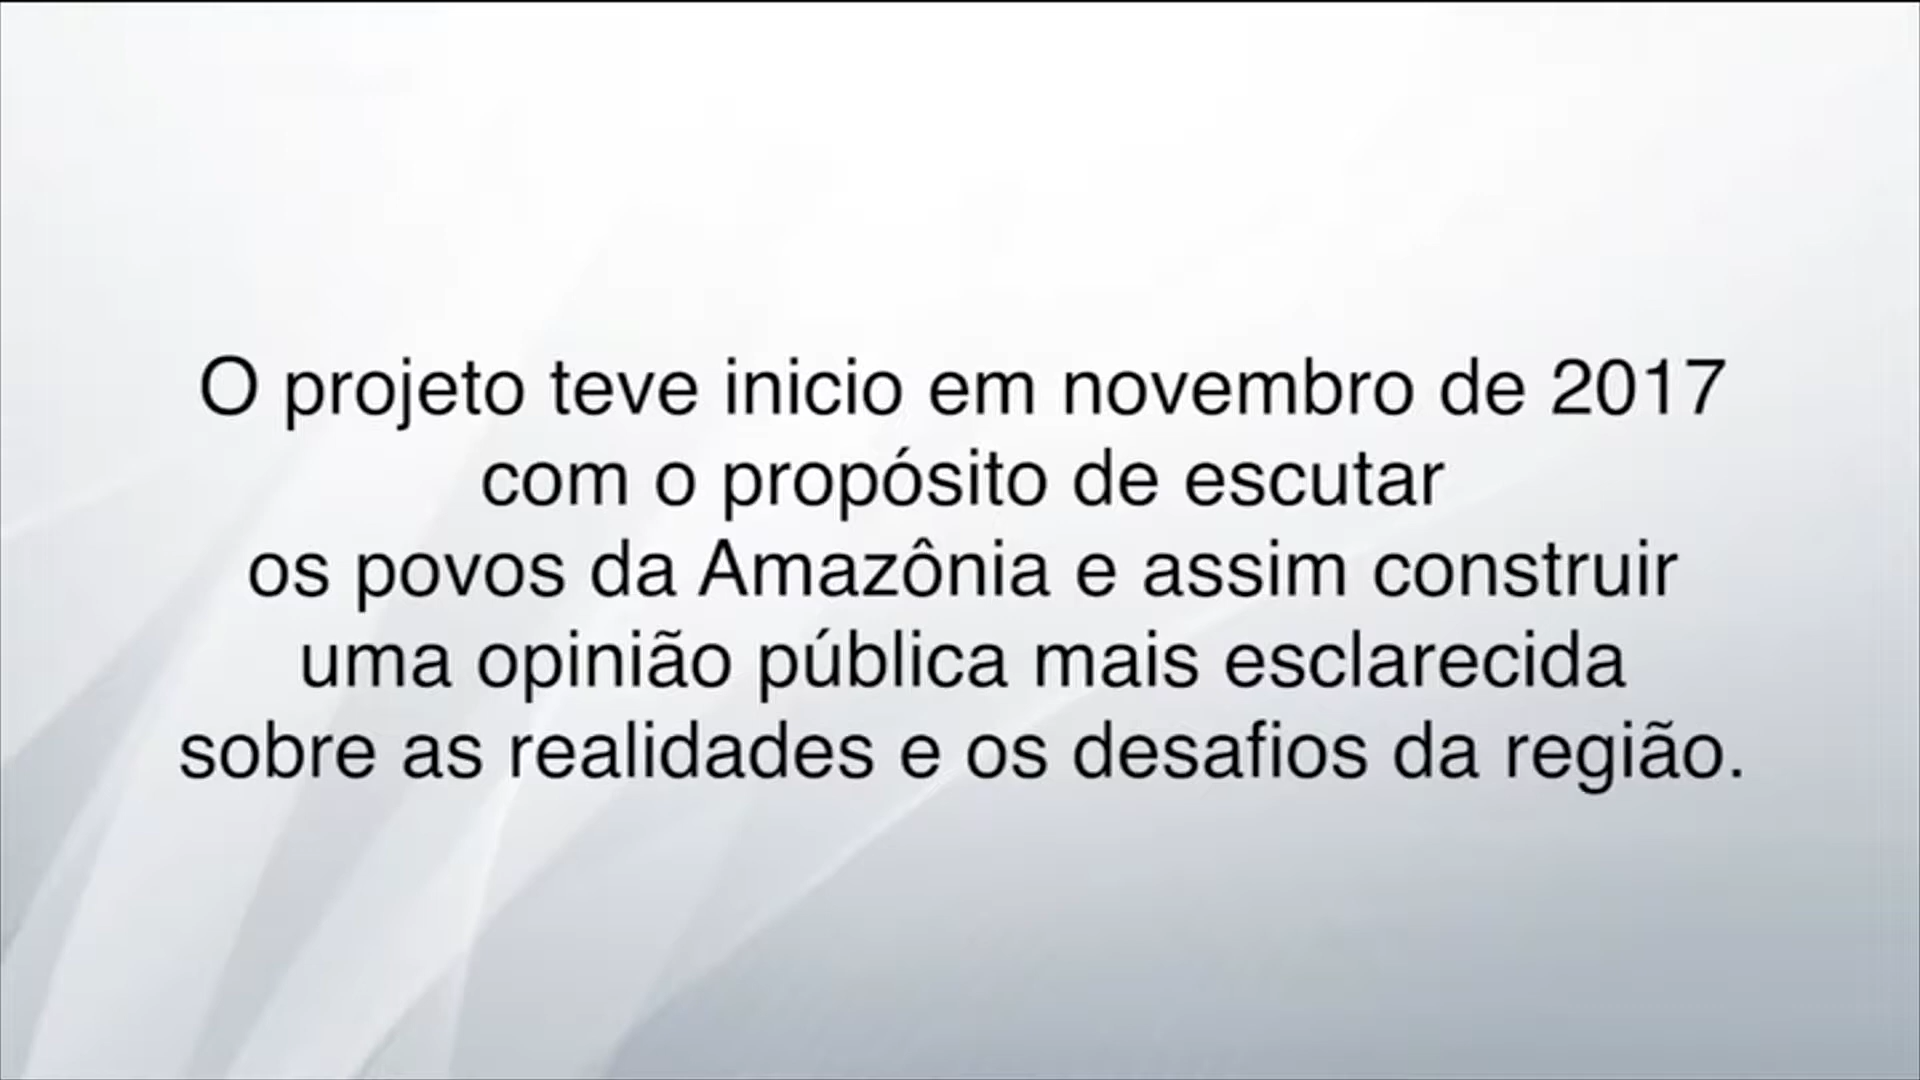 O projeto teve inicio em novembro de 2017
com o propósito de escutar
os povos da Amazônia e assim construir
uma opinião pública mais esclarecida
sobre as realidades e os desafios da região.